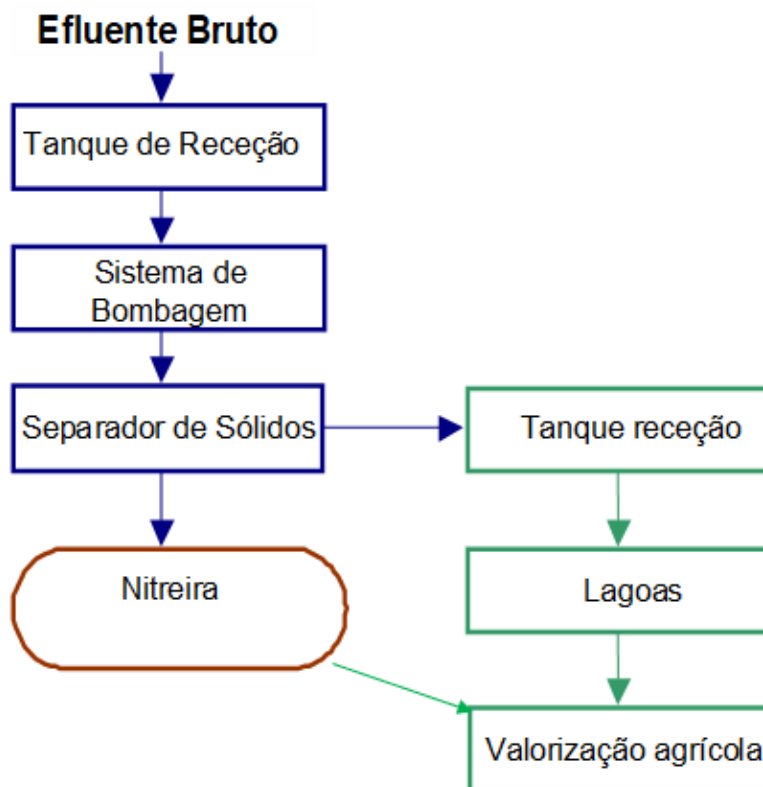 Efluente Bruto
Tanque de Receção
Sistema de
Bombagem
Separador de Sólidos
Tanque receção
Nitreira
Lagoas
Valorização agrícola